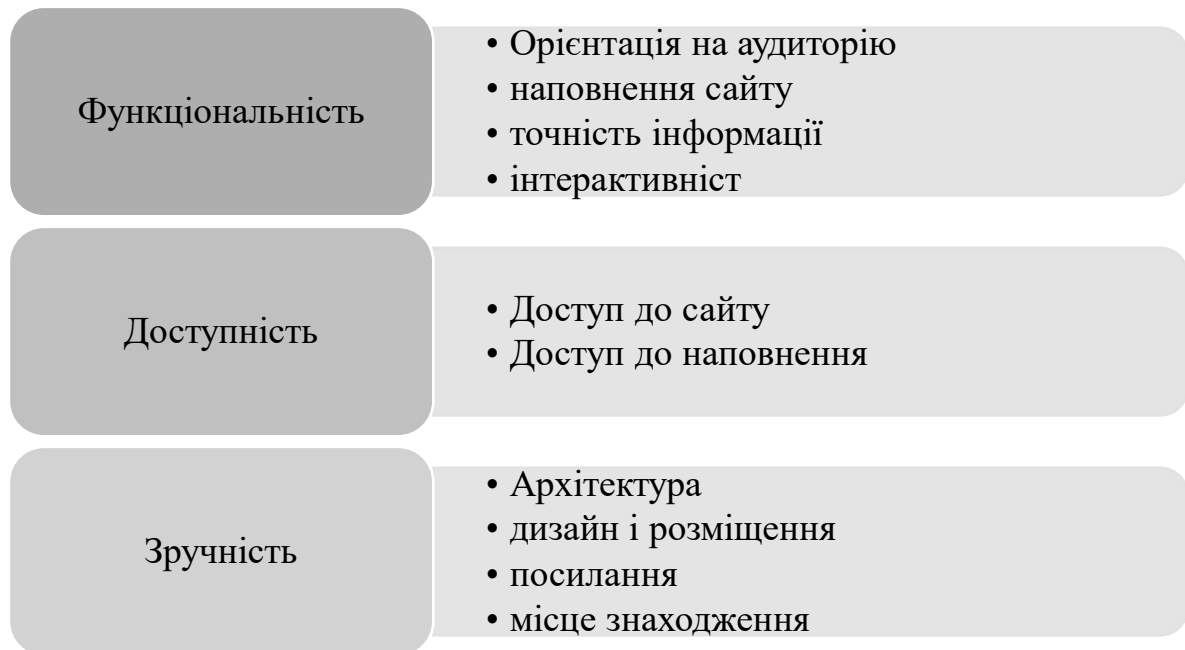 Функціональність
• Орієнтація на аудиторію
• наповнення сайту
• точність інформації
• інтерактивніст
Доступність
• Доступ до сайту
• Доступ до наповнення
Зручність
• Архітектура
• дизайн і розміщення
• посилання
• місце знаходження